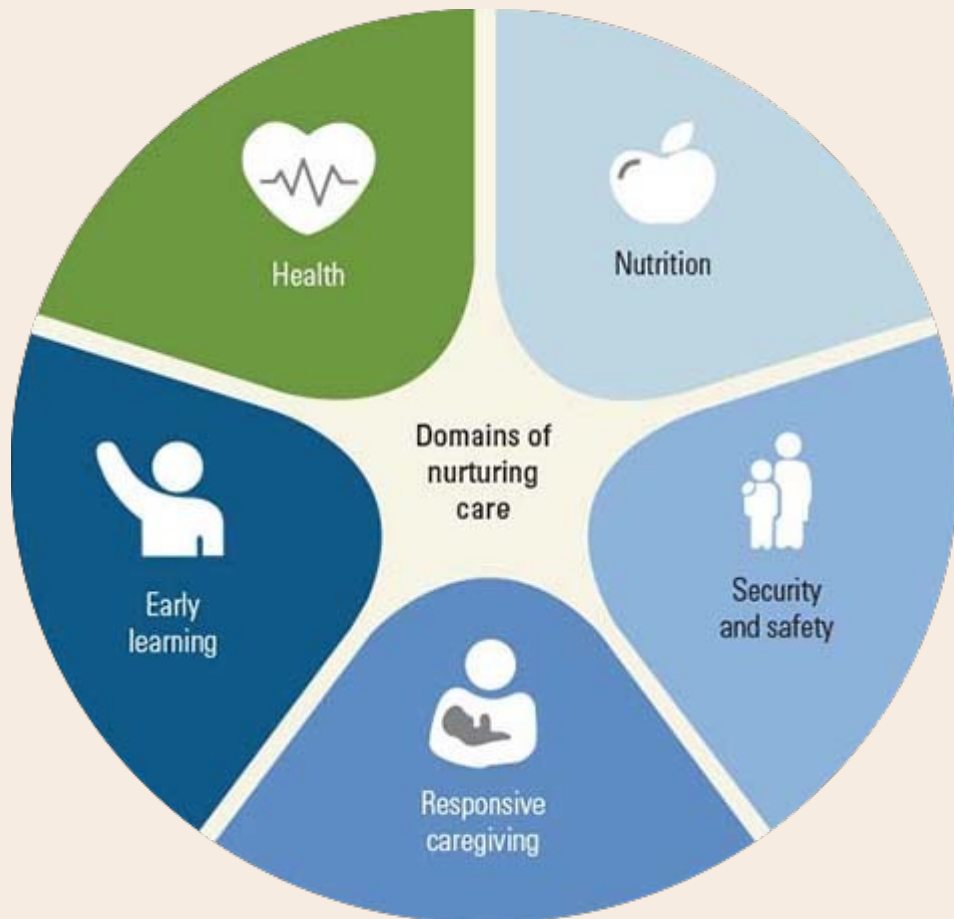 Health
Nutrition
Domains of
nurturing
care
Early
learning
Security
and safety
Responsive
caregiving